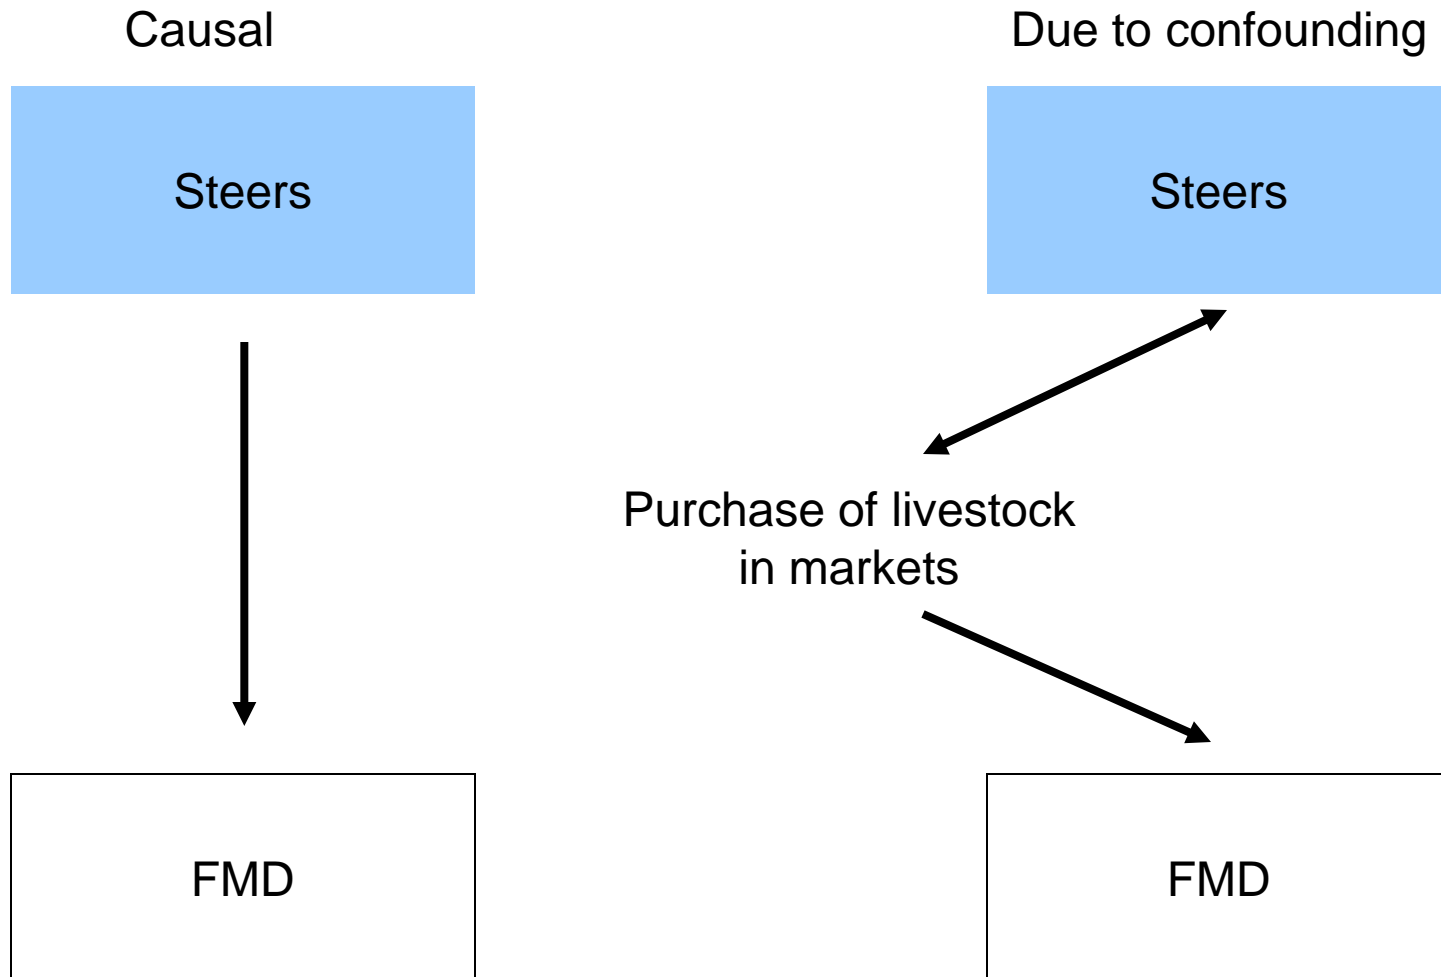 Causal
Due to confounding
Steers
Steers
Purchase of livestock
in markets
FMD
FMD